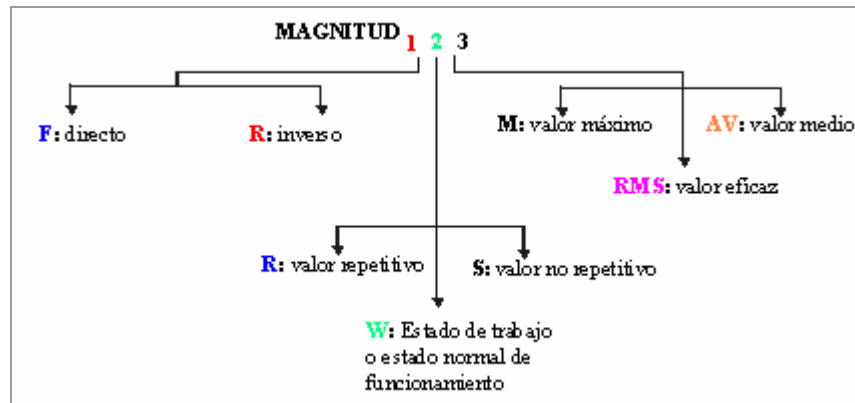 MAGNITUD 1 2 3
F: directo
R: inverso
M: valor máximo
AV: valor medio
RMS: valor eficaz
R: valor repetitivo
S: valor no repetitivo
W: Estado de trabajo
o estado normal de
funcionamiento